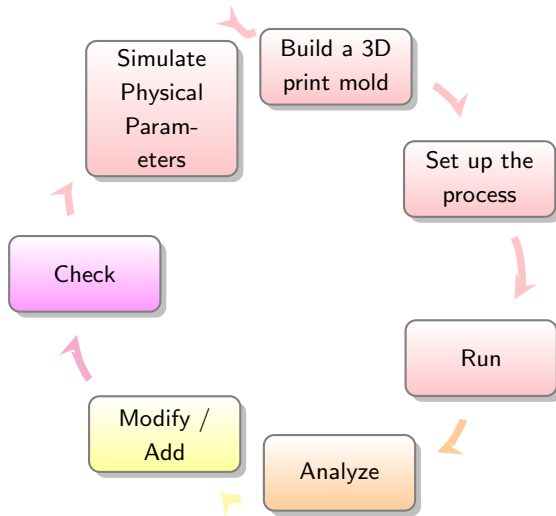 Build a 3D
print mold
Simulate
Physical
Param-
eters
Set up the
process
Check
Run
Modify /
Add
Analyze